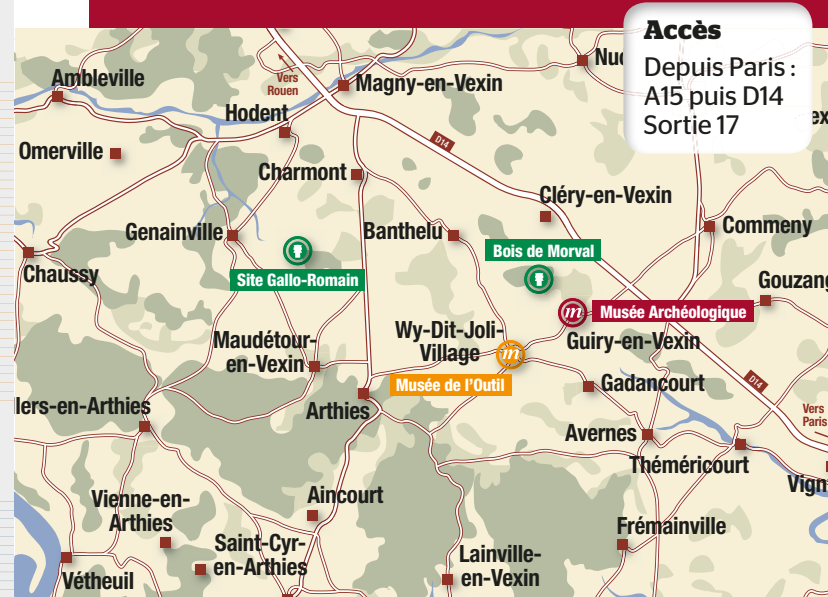 Accès
Depuis Paris :
A15 puis D14
Sortie 17
Ambleville
Vers
Rouen
Magny-en-Vexin
Hodent
D14
Omerville
Charmont
Cléry-en-Vexin
Genainville
Banthelu
Commeny
Bois de Morval
Chaussy
Site Gallo-Romain
Musée Archéologique
Maudétour-
en-Vexin
Wy-Dit-Joli-
Village
Guiry-en-Vexin
Musée de l'Outil
Gadancourt
D14
Arthies
Vers
Paris
Avernes
Théméricourt
Vienne-en-
Arthies
Aincourt
Frémainville
Saint-Cyr-
en-Arthies
Lainville-
en-Vexin
Vétheuil